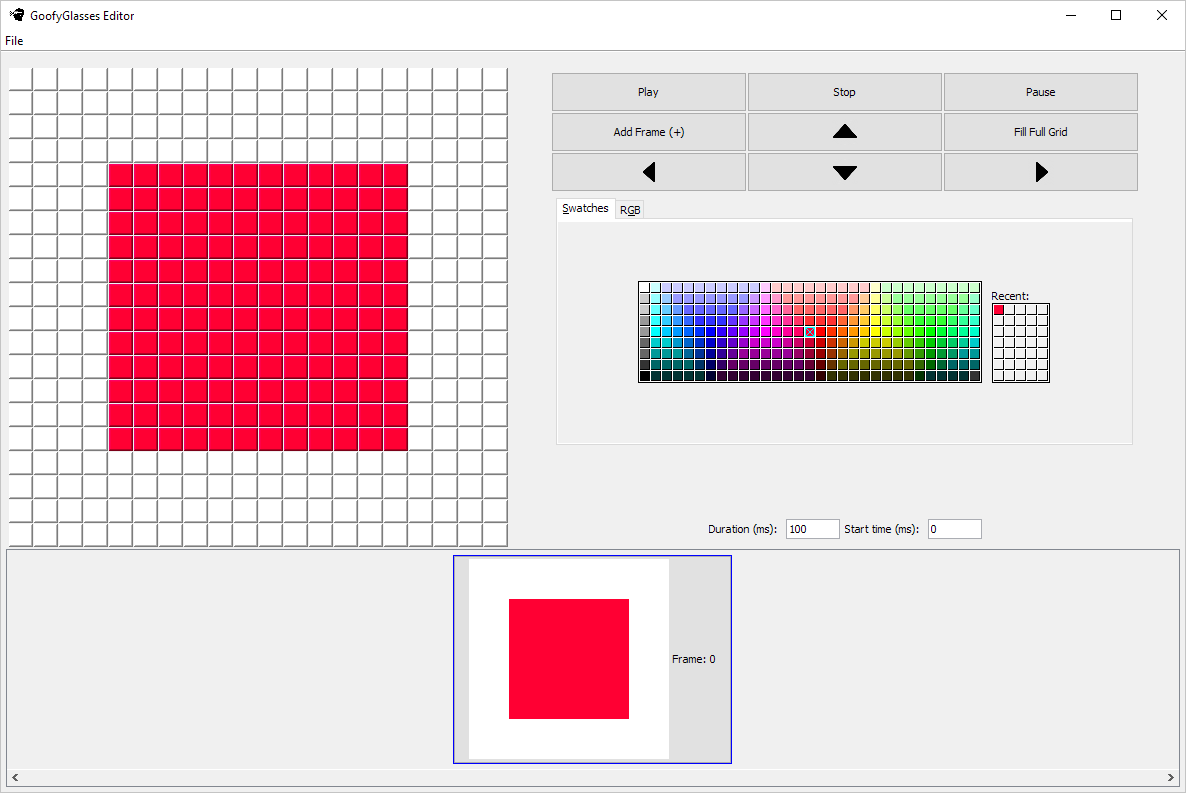 GoofyGlasses Editor
File
Play
Stop
Pause
Add Frame (+)
Fill Full Grid
Swatches
RGB
Recent:
Duration (ms):
100
Start time (ms):
0
Frame: 0